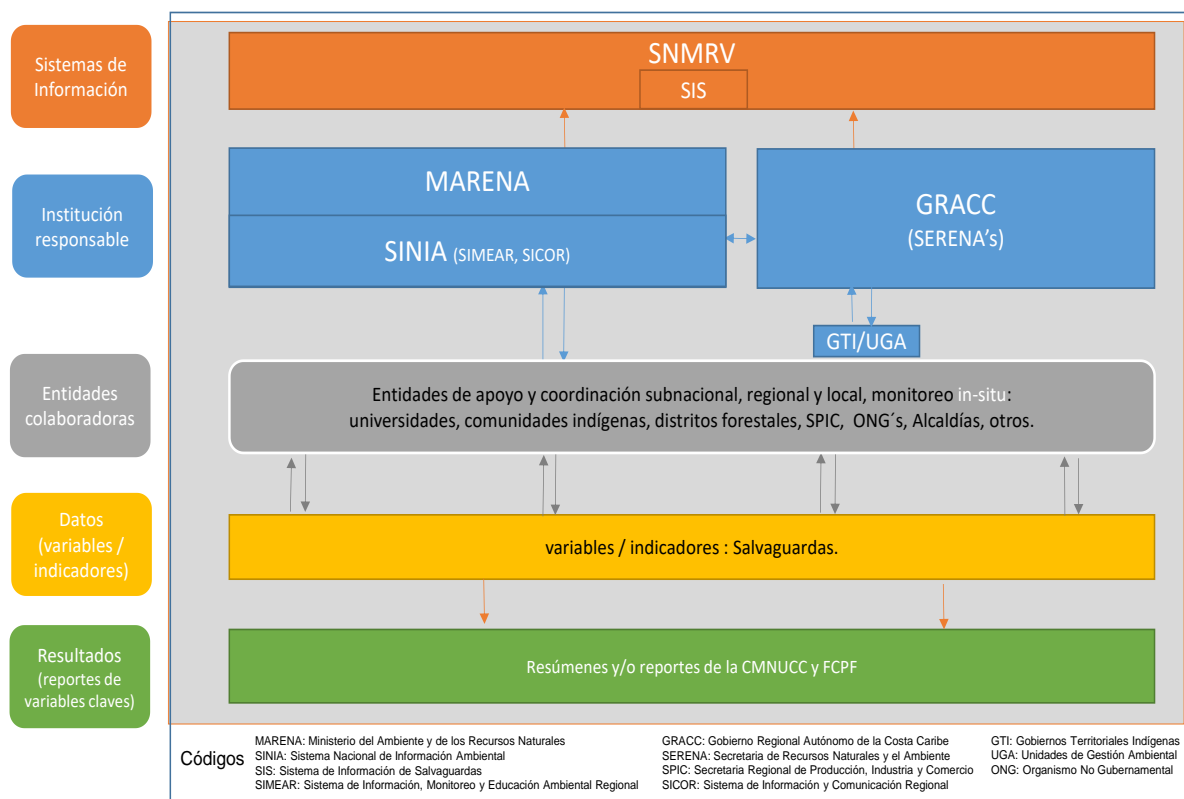 Sistemas de
Información
SNMRV
SIS
Institución
responsable
MARENA
SINIA (SIMEAR, SICOR)
GRACC
(SERENA's)
GTI/UGA
Entidades
colaboradoras
Entidades de apoyo y coordinación subnacional, regional y local, monitoreo in-situ:
universidades, comunidades indígenas, distritos forestales, SPIC, ONG´s, Alcaldías, otros.
Datos
(variables /
indicadores)
variables / indicadores : Salvaguardas.
Resultados
(reportes de
variables claves)
Resúmenes y/o reportes de la CMNUCC y FCPF
Códigos
MARENA: Ministerio del Ambiente y de los Recursos Naturales
SINIA: Sistema Nacional de Información Ambiental
SIS: Sistema de Información de Salvaguardas
SIMEAR: Sistema de Información, Monitoreo y Educación Ambiental Regional
GRACC: Gobierno Regional Autónomo de la Costa Caribe
SERENA: Secretaria de Recursos Naturales y el Ambiente
SPIC: Secretaria Regional de Producción, Industria y Comercio
SICOR: Sistema de Información y Comunicación Regional
GTI: Gobiernos Territoriales Indígenas
UGA: Unidades de Gestión Ambiental
ONG: Organismo No Gubernamental